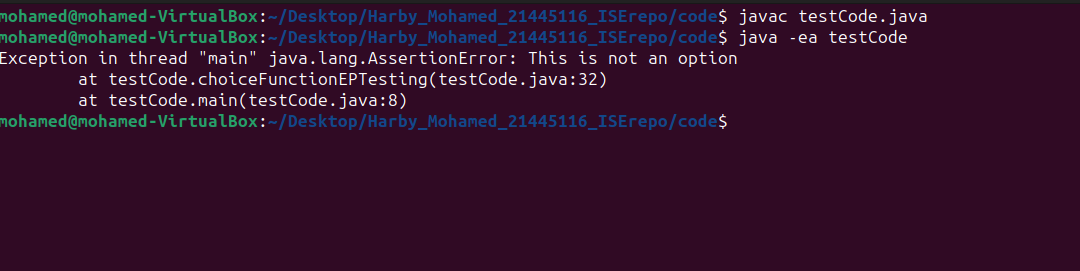 mohamed@mohamed-VirtualBox:~/Desktop/Harby_Mohamed_21445116_ISErepo/code$ javac testCode.java
mohamed@mohamed-VirtualBox:~/Desktop/Harby_Mohamed_21445116_ISErepo/code$ java -ea testCode
Exception in thread "main" java.lang.AssertionError: This is not an option
        at testCode.choiceFunctionEPTesting(testCode.java:32)
        at testCode.main(testCode.java:8)
mohamed@mohamed-VirtualBox:~/Desktop/Harby_Mohamed_21445116_ISErepo/code$